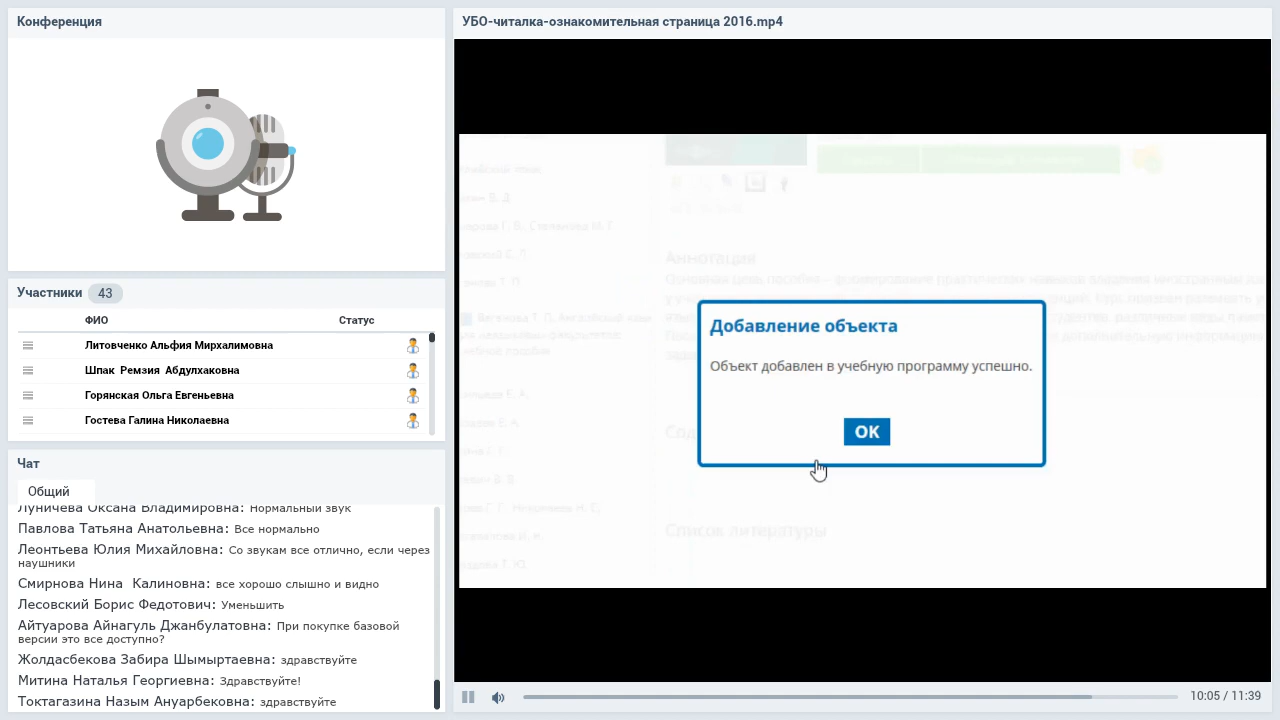 Конференция
УБО-читалка-ознакомительная страница 2016.mp4
Участники 43
ФИО Статус
Литовченко Альфия Мирхалимовна
Шпак Ремзия Абдулхаковна
Горянская Ольга Евгеньевна
Гостева Галина Николаевна
Чат
Общий
Луничева Оксана Владимировна: Нормальный звук
Павлова Татьяна Анатольевна: Все нормально
Леонтьева Юлия Михайловна: Со звукам все отлично, если через
наушники
Смирнова Нина Калиновна: все хорошо слышно и видно
Лесовский Борис Федотович: Уменьшить
Айтуарова Айнагуль Джанбулатовна: При покупке базовой
версии это все доступно?
Жолдасбекова Забира Шымыртаевна: здравствуйте
Митина Наталья Георгиевна: Здравствуйте!
Токтагазина Назым Ануарбековна: здравствуйте
Аннотация
Добавление объекта
Объект добавлен в учебную программу успешно.
OK
Список литературы
10:05 / 11:39